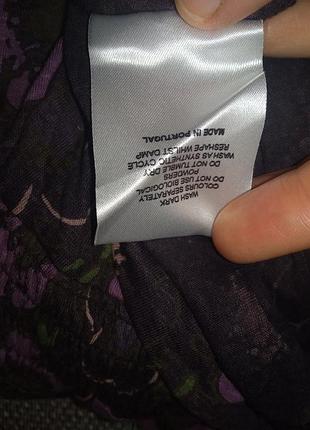 WASH DARK
COLOURS SEPARATELY
DO NOT USE BIOLOGICAL
POWDERS
DO NOT TUMBLE DRY
WASH AS SYNTHETIC CYCLE
RESHAPE WHILST DAMP
MADE IN PORTUGAL